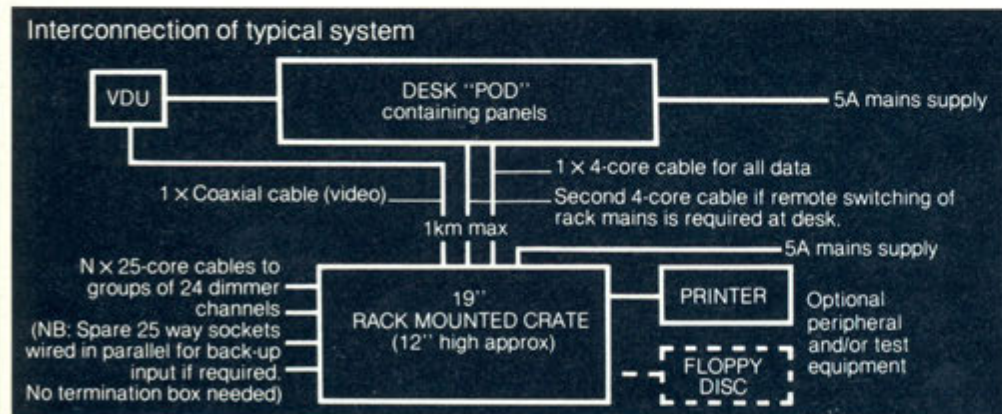 Interconnection of typical system
VDU
DESK "POD"
containing panels
5A mains supply
1 × 4-core cable for all data
1 × Coaxial cable (video)
Second 4-core cable if remote switching of
rack mains is required at desk.
1km max
5A mains supply
N × 25-core cables to
groups of 24 dimmer
channels
(NB: Spare 25 way sockets
wired in parallel for back-up
input if required.
No termination box needed)
19"
RACK MOUNTED CRATE
(12" high approx)
PRINTER
FLOPPY
DISC
Optional
peripheral
and/or test
equipment